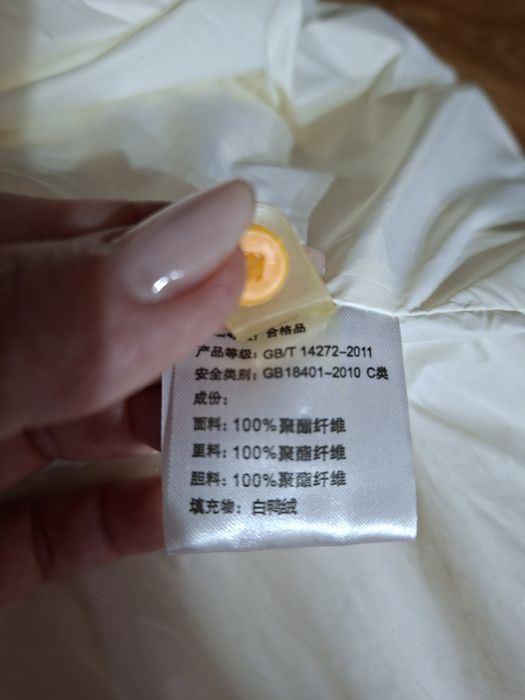 合格品
产品等级: GB/T 14272-2011
安全类别: GB18401-2010 C类
成份:
面料: 100%聚酯纤维
里料: 100%聚酯纤维
胆料: 100%聚酯纤维
填充物: 白鸭绒